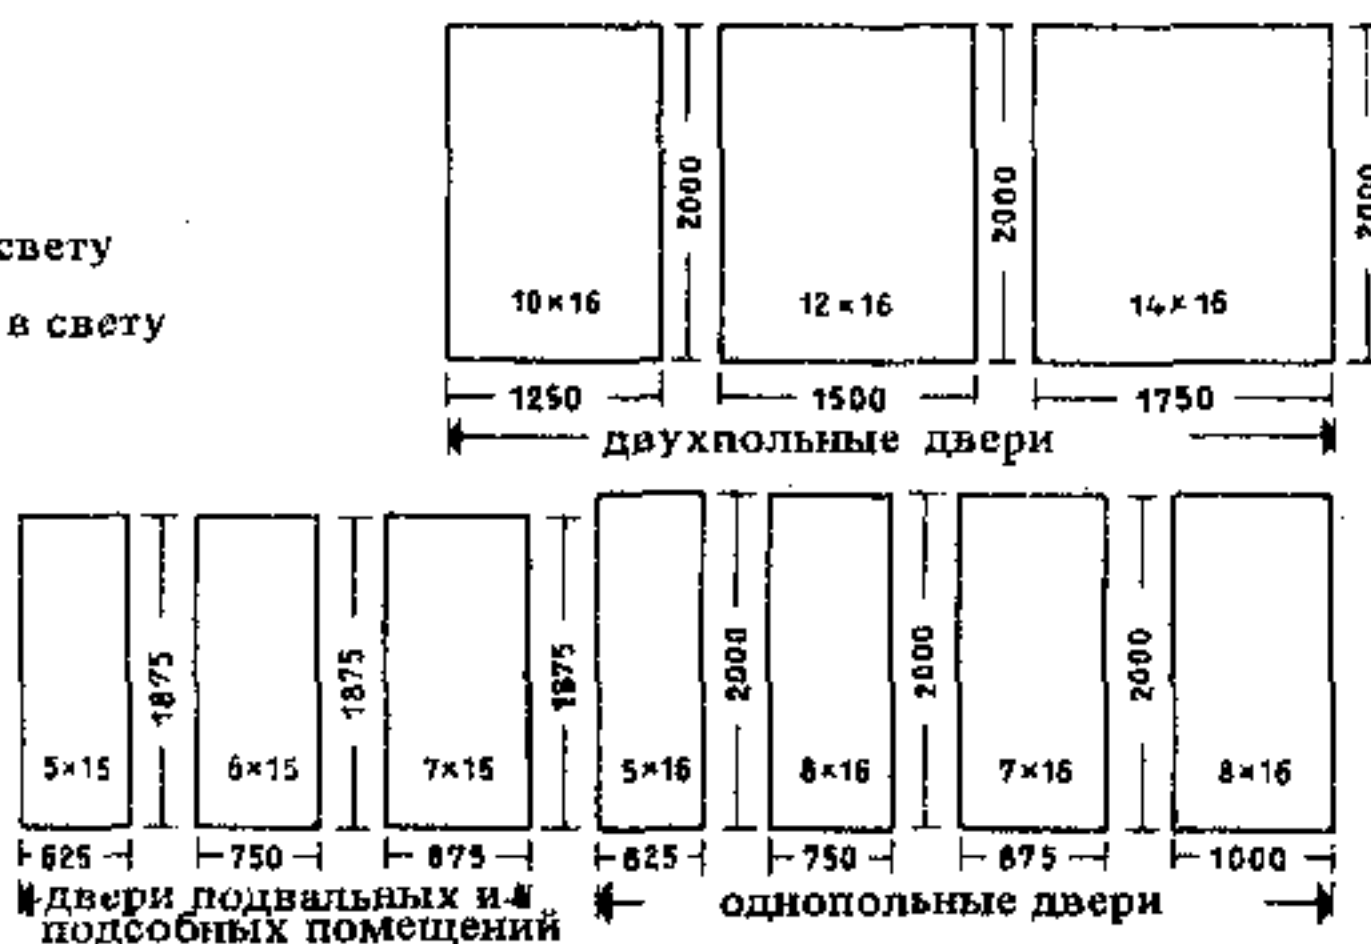 свету
в свету
2000 2000 2000
10×16 12×16 14×16
1250 1500 1750
двухпольные двери
1875 1875 1875 2000 2000 2000
5×15 6×15 7×15 5×16 6×16 7×16 8×16
625 750 875 625 750 875 1000
двери подвальных и однопольные двери
подсобных помещений